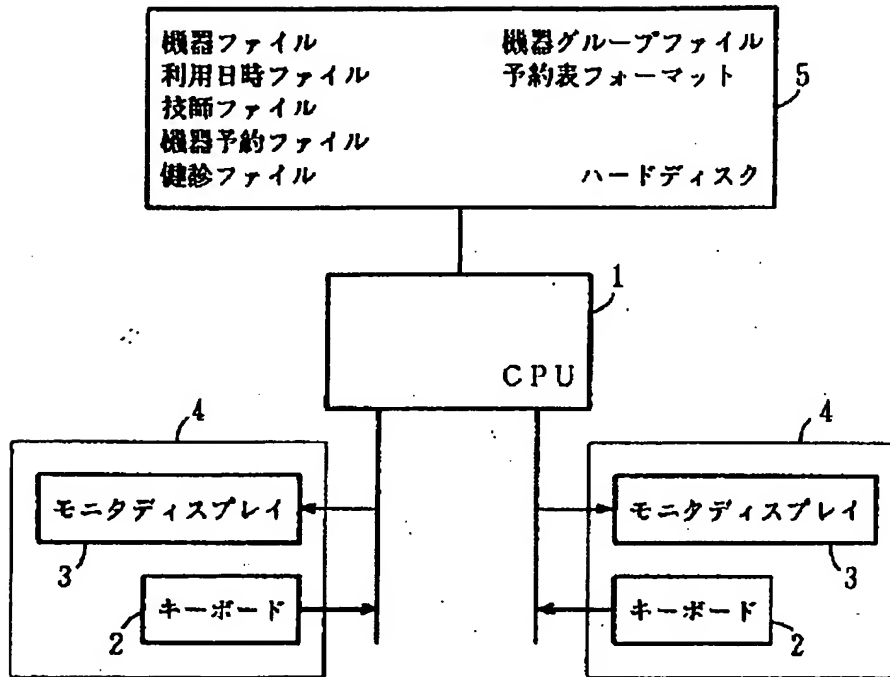 機器ファイル
利用日時ファイル
技師ファイル
機器予約ファイル
健診ファイル
機器グループファイル
予約表フォーマット
ハードディスク
5
1
CPU
4
モニタディスプレイ
3
キーボード
2
4
モニタディスプレイ
3
キーボード
2